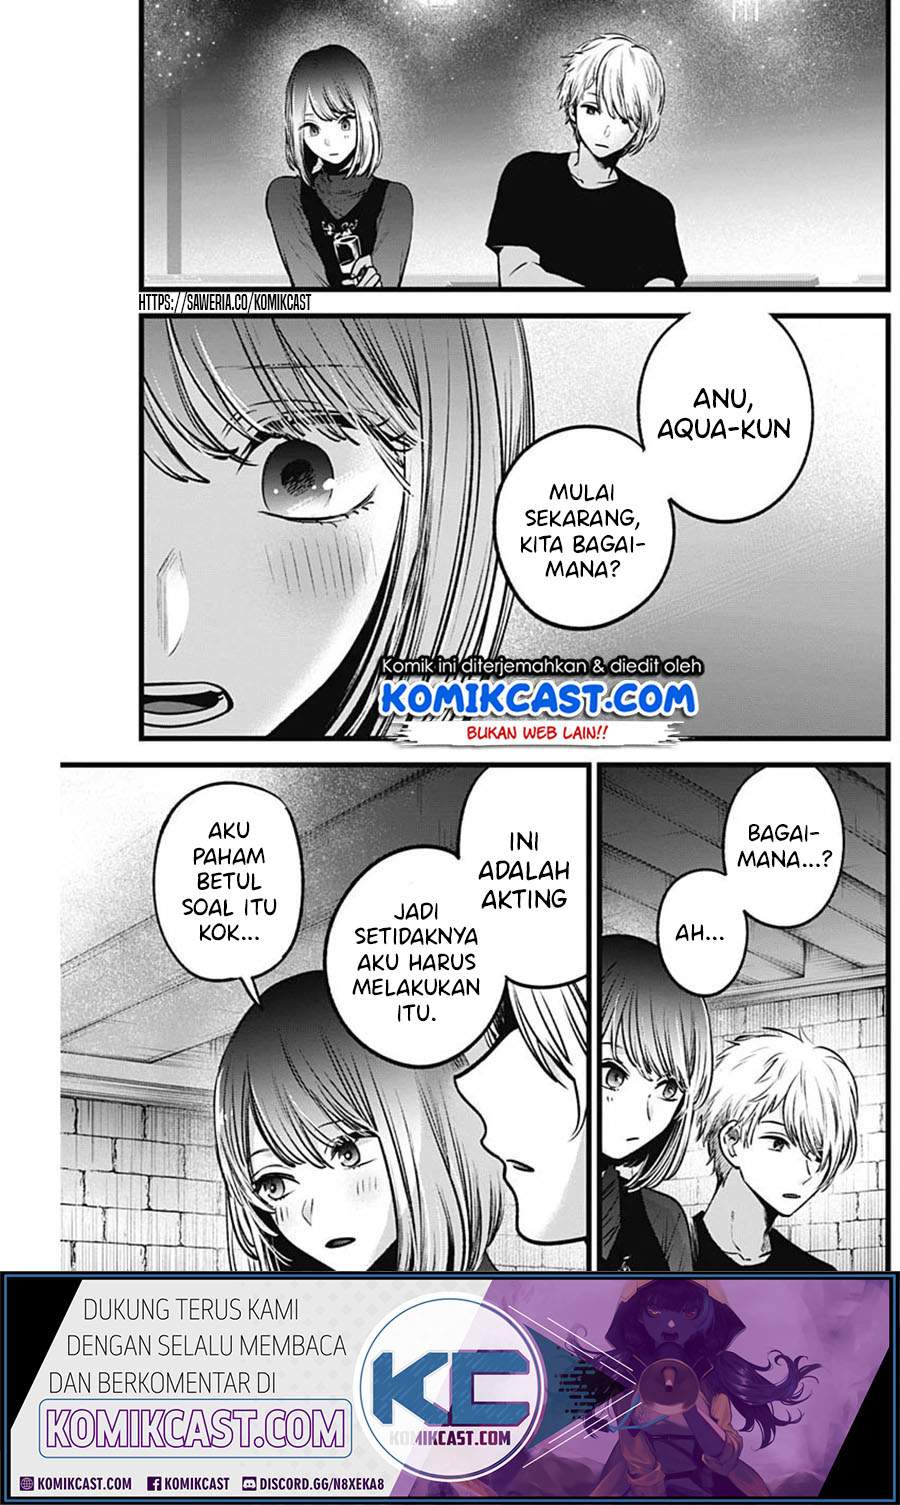 HTTPS://SAWERIA.CO/KOMIKCAST
ANU,
AQUA-KUN
MULAI
SEKARANG,
KITA BAGAI-
MANA?
Komik ini diterjemahkan & diedit oleh
KOMIKCAST.COM
BUKAN WEB LAIN!!
BAGAI-
MANA...?
AH...
INI
ADALAH
AKTING
JADI
SETIDAKNYA
AKU HARUS
MELAKUKAN
ITU.
AKU
PAHAM
BETUL
SOAL ITU
KOK...
DUKUNG TERUS KAMI
DENGAN SELALU MEMBACA
DAN BERKOMENTAR DI
KOMIKCAST.COM
KC
KOMIKCAST.COM
KOMIKCAST.COM KOMIKCAST DISCORD.GG/N8XEKA8